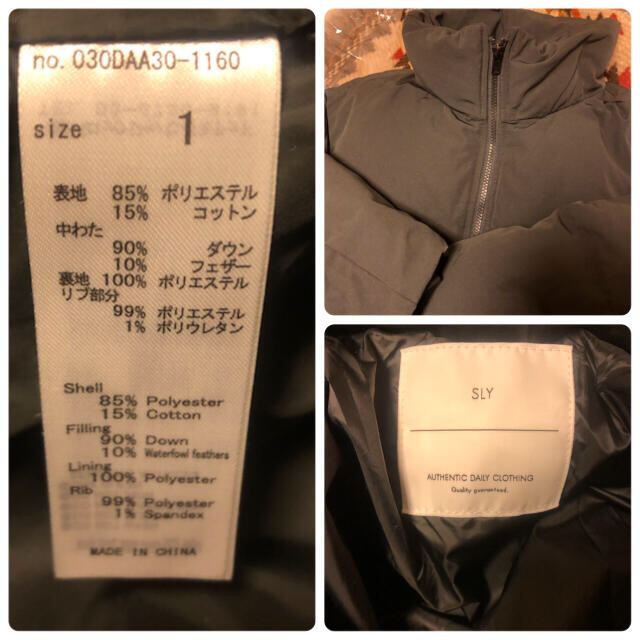 no. 030DAA30-1160
size 1
表地 85% ポリエステル
15% コットン
中わた
90% ダウン
10% フェザー
裏地 100% ポリエステル
リブ部分
99% ポリエステル
1% ポリウレタン
Shell
85% Polyester
15% Cotton
Filling
90% Down
10% Waterfowl feathers
Lining
100% Polyester
Rib
99% Polyester
1% Spandex
MADE IN CHINA
SLY
AUTHENTIC DAILY CLOTHING
Quality guaranteed.